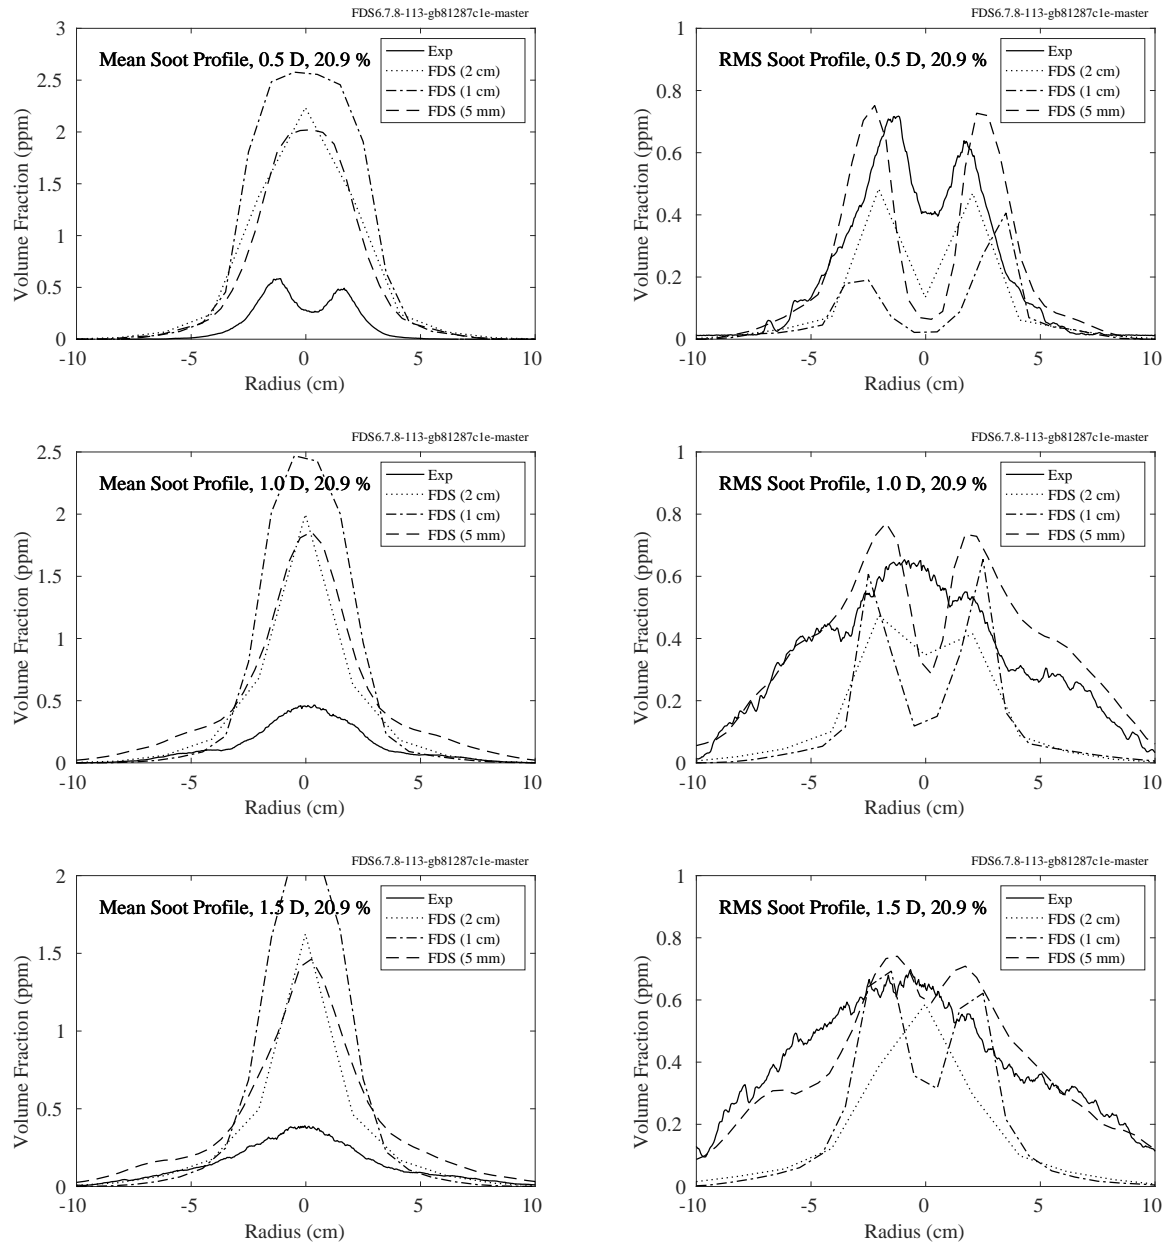 FDS6.7.8-113-gb81287c1e-master
Mean Soot Profile, 0.5 D, 20.9 %
Exp
FDS (2 cm)
FDS (1 cm)
FDS (5 mm)
3
2.5
2
1.5
1
0.5
0
Volume Fraction (ppm)
-10 -5 0 5 10
Radius (cm)
FDS6.7.8-113-gb81287c1e-master
RMS Soot Profile, 0.5 D, 20.9 %
Exp
FDS (2 cm)
FDS (1 cm)
FDS (5 mm)
1
0.8
0.6
0.4
0.2
0
Volume Fraction (ppm)
-10 -5 0 5 10
Radius (cm)
FDS6.7.8-113-gb81287c1e-master
Mean Soot Profile, 1.0 D, 20.9 %
Exp
FDS (2 cm)
FDS (1 cm)
FDS (5 mm)
2.5
2
1.5
1
0.5
0
Volume Fraction (ppm)
-10 -5 0 5 10
Radius (cm)
FDS6.7.8-113-gb81287c1e-master
RMS Soot Profile, 1.0 D, 20.9 %
Exp
FDS (2 cm)
FDS (1 cm)
FDS (5 mm)
1
0.8
0.6
0.4
0.2
0
Volume Fraction (ppm)
-10 -5 0 5 10
Radius (cm)
FDS6.7.8-113-gb81287c1e-master
Mean Soot Profile, 1.5 D, 20.9 %
Exp
FDS (2 cm)
FDS (1 cm)
FDS (5 mm)
2
1.5
1
0.5
0
Volume Fraction (ppm)
-10 -5 0 5 10
Radius (cm)
FDS6.7.8-113-gb81287c1e-master
RMS Soot Profile, 1.5 D, 20.9 %
Exp
FDS (2 cm)
FDS (1 cm)
FDS (5 mm)
1
0.8
0.6
0.4
0.2
0
Volume Fraction (ppm)
-10 -5 0 5 10
Radius (cm)